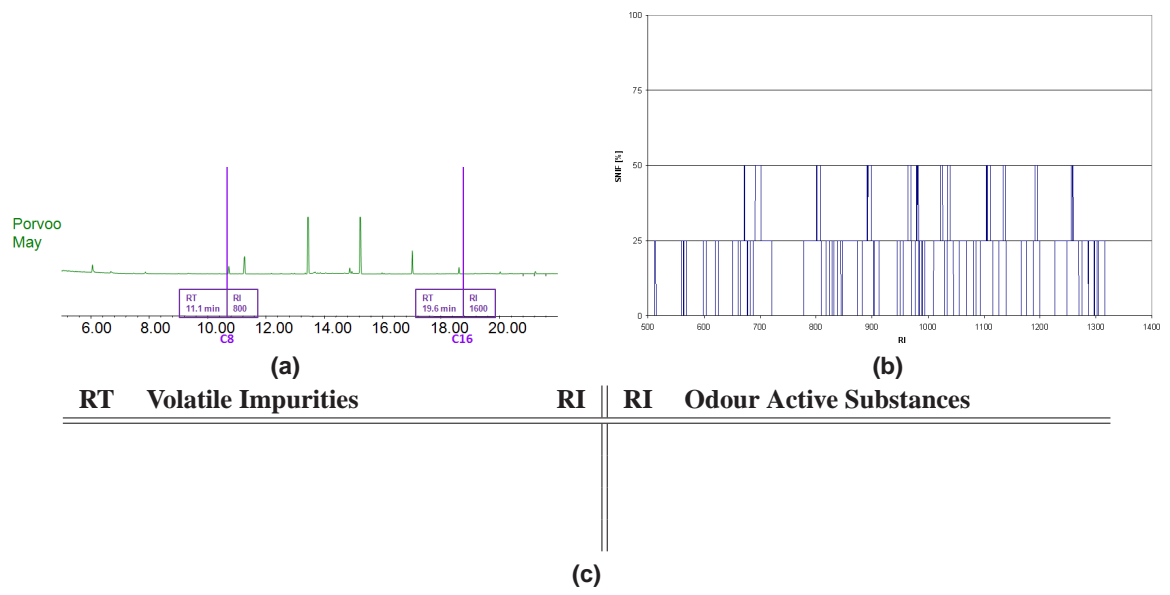 Porvoo
May
RT
11.1 min
RI
800
RT
19.6 min
RI
1600
6.00 8.00 10.00 12.00 14.00 16.00 18.00 20.00
C8 C16
(a)
100
75
50
25
0
SNIF [%]
500 600 700 800 900 1000 1100 1200 1300 1400
RI
(b)
RT Volatile Impurities RI RI Odour Active Substances
(c)